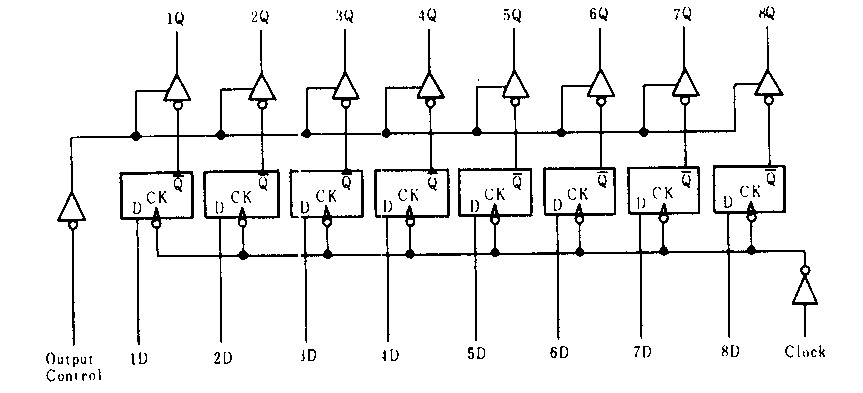 1Q 2Q 3Q 4Q 5Q 6Q 7Q 8Q
Q̅ Q̅ Q̅ Q̅ Q̅ Q̅ Q̅ Q̅
CK CK CK CK CK CK CK CK
D D D D D D D D
Output Control
1D 2D 3D 4D 5D 6D 7D 8D
Clock